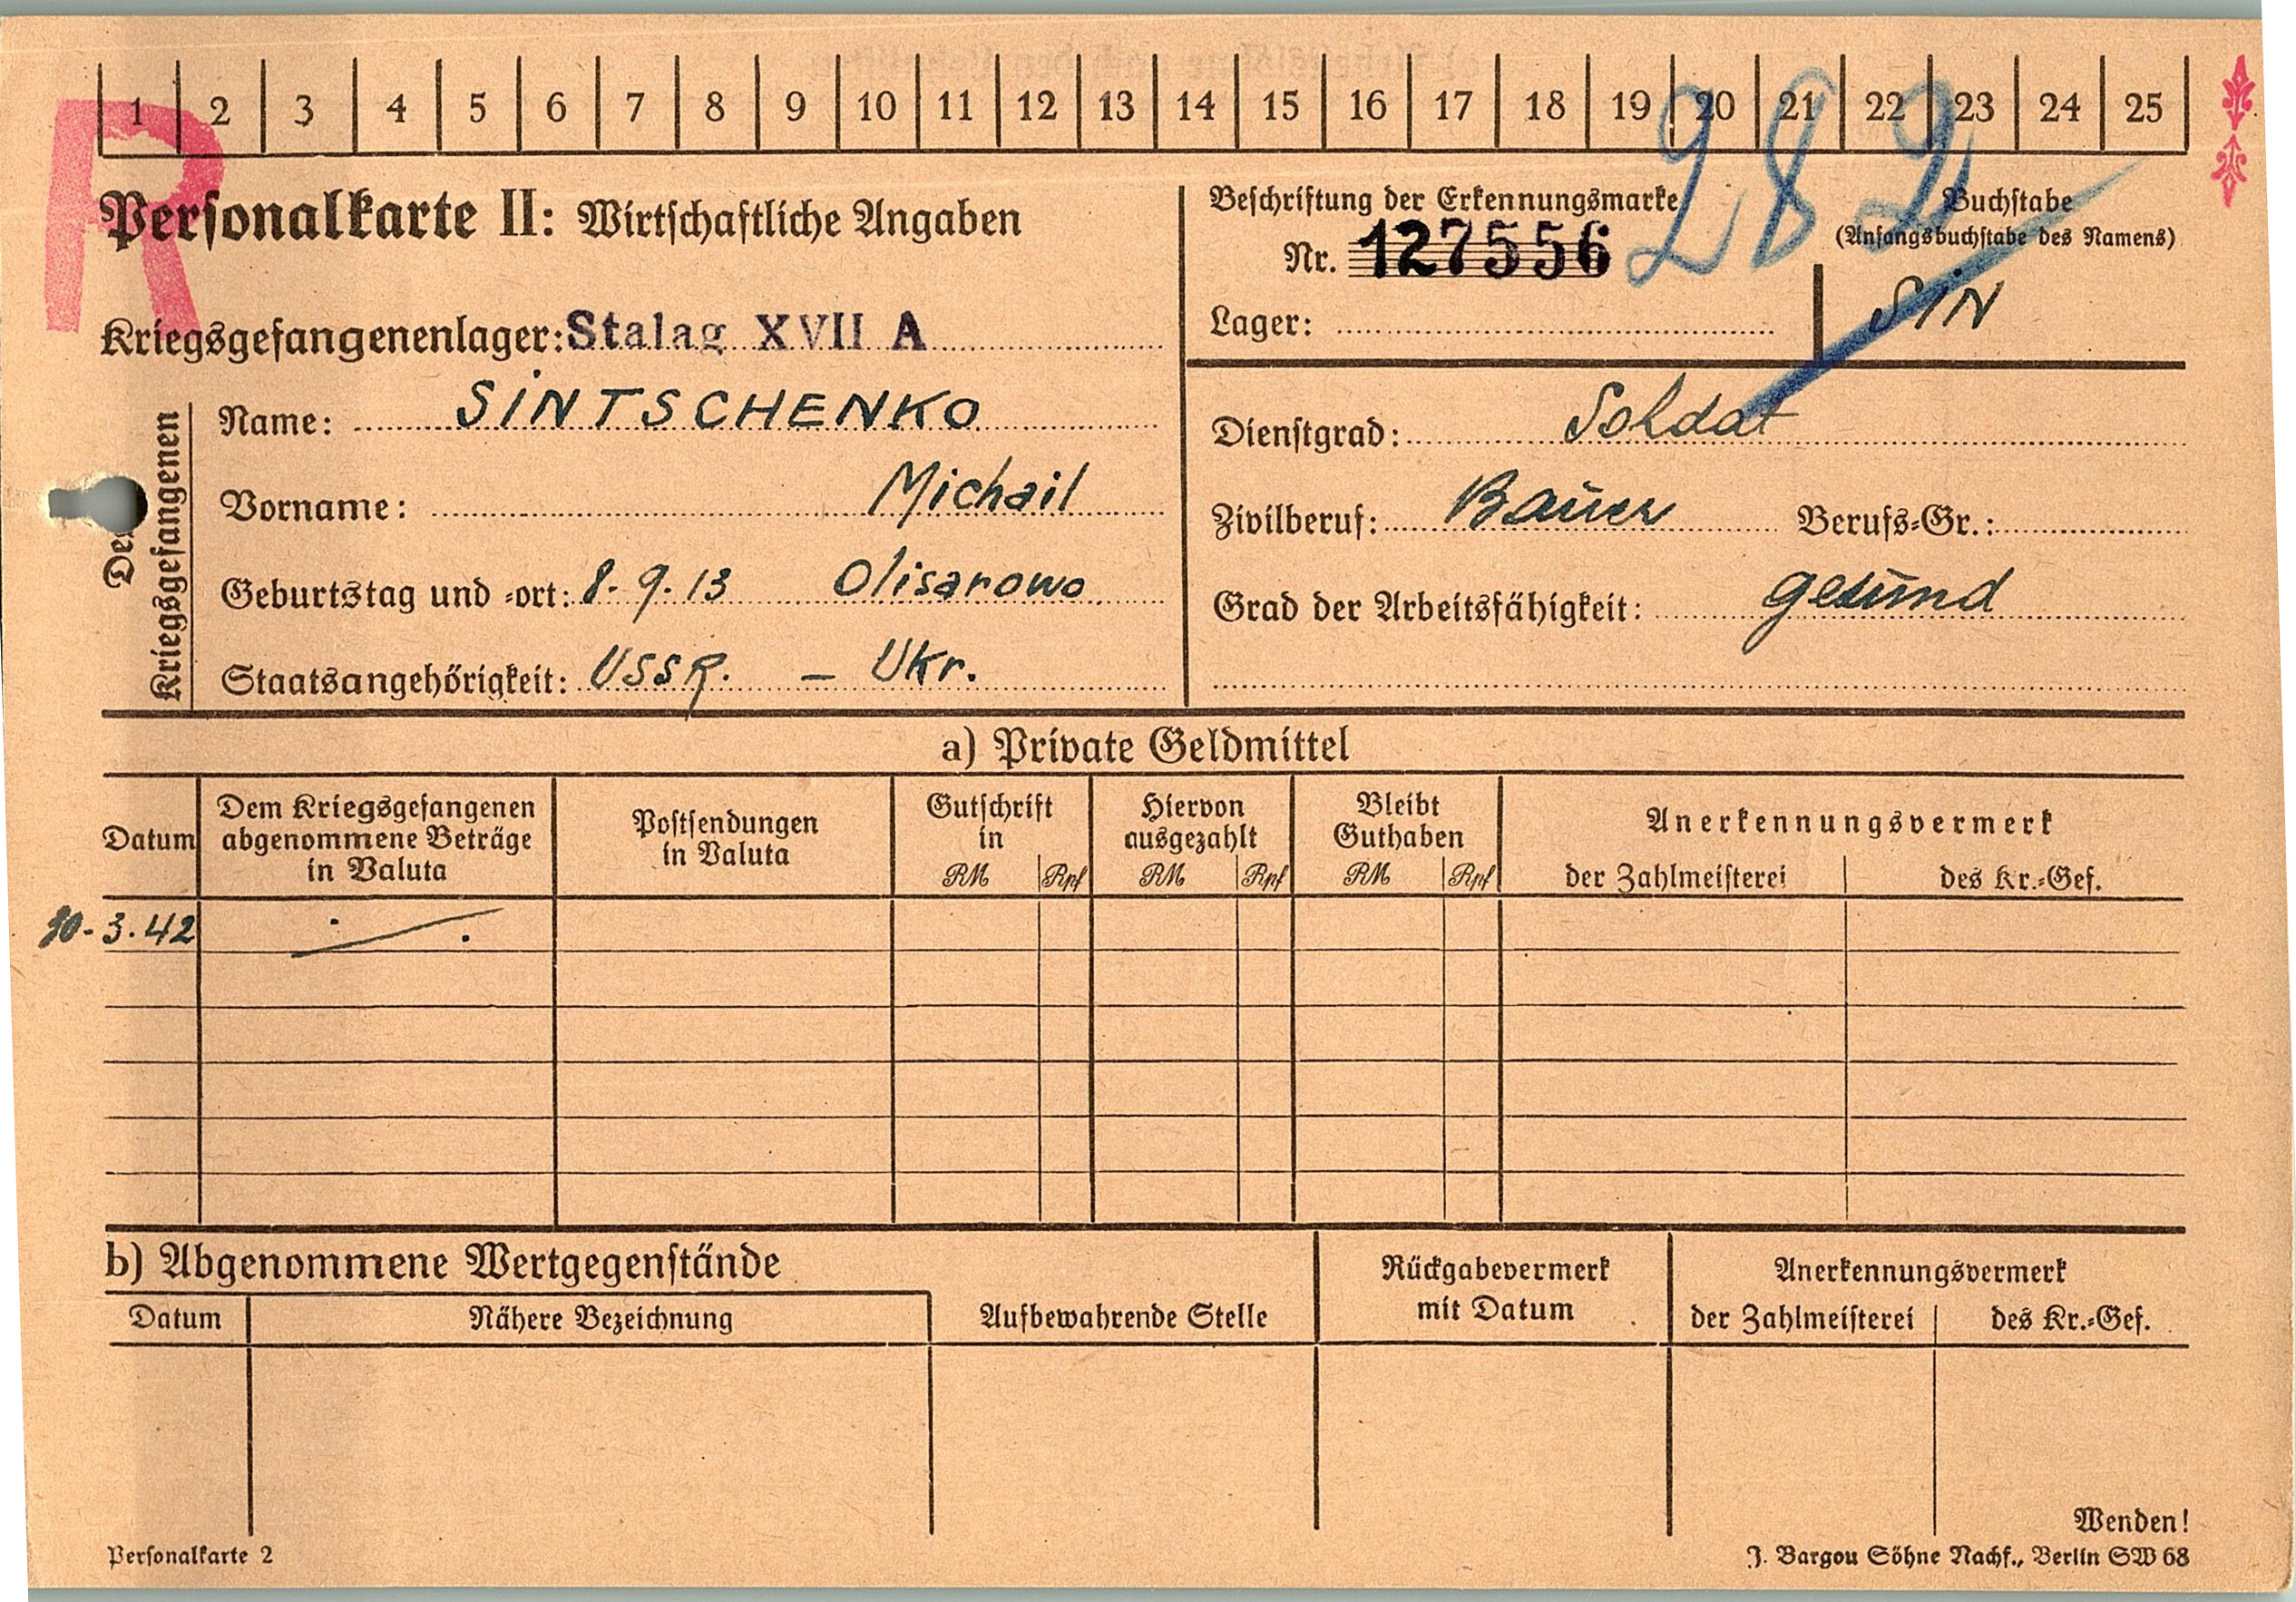 1 2 3 4 5 6 7 8 9 10 11 12 13 14 15 16 17 18 19 20 21 22 23 24 25
R
282
Personalkarte II: Wirtschaftliche Angaben
Beschriftung der Erkennungsmarke
Nr. 127556
Lager:
Buchstabe
(Anfangsbuchstabe des Namens)
SIN
Kriegsgefangenenlager: Stalag XVII A
Des Kriegsgefangenen
Name: SINTSCHENKO
Vorname: Michail
Geburtstag und -ort: 8.9.13 Olisarowo
Staatsangehörigkeit: USSR. – Ukr.
Dienstgrad: Soldat
Zivilberuf: Bauer Berufs-Gr.:
Grad der Arbeitsfähigkeit: gesund
a) Private Geldmittel
Datum
Dem Kriegsgefangenen
abgenommene Beträge
in Valuta
Postsendungen
in Valuta
Gutschrift
in
RM Rpf
Hiervon
ausgezahlt
RM Rpf
Bleibt
Guthaben
RM Rpf
Anerkennungsvermerk
der Zahlmeisterei des Kr.-Gef.
30.3.42 ./.
b) Abgenommene Wertgegenstände
Datum Nähere Bezeichnung
Aufbewahrende Stelle
Rückgabevermerk
mit Datum
Anerkennungsvermerk
der Zahlmeisterei des Kr.-Gef.
Wenden!
Personalkarte 2
J. Bargou Söhne Nachf., Berlin SW 68